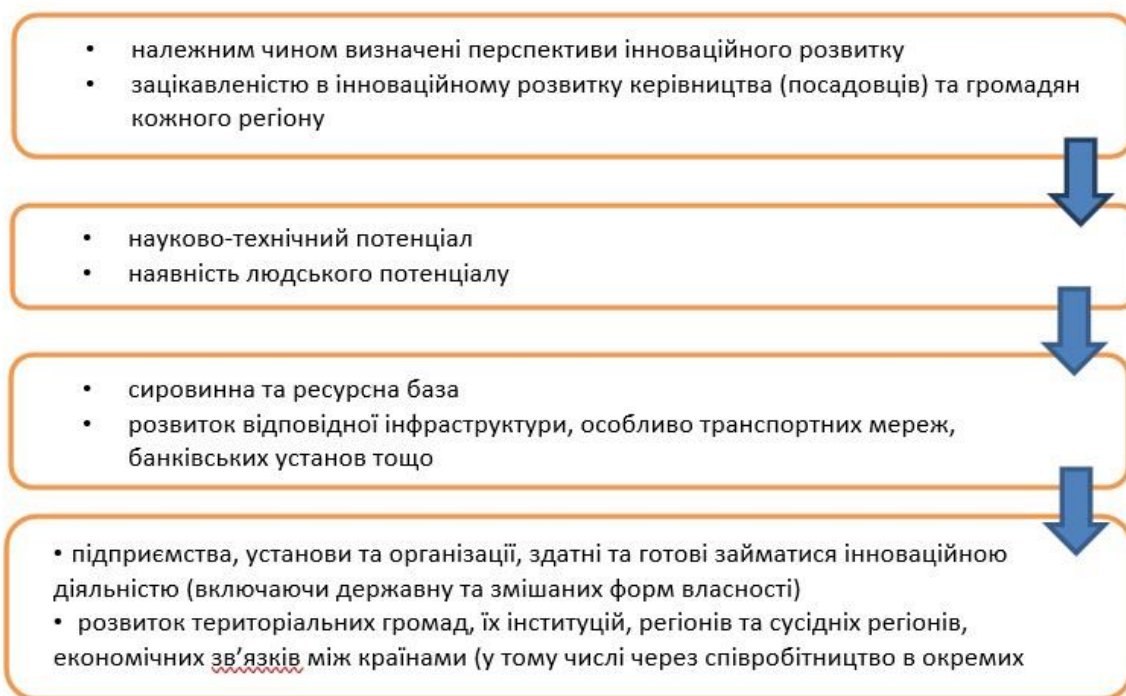 • належним чином визначені перспективи інноваційного розвитку
• зацікавленістю в інноваційному розвитку керівництва (посадовців) та громадян
кожного регіону
• науково-технічний потенціал
• наявність людського потенціалу
• сировинна та ресурсна база
• розвиток відповідної інфраструктури, особливо транспортних мереж,
банківських установ тощо
• підприємства, установи та організації, здатні та готові займатися інноваційною
діяльністю (включаючи державну та змішаних форм власності)
• розвиток територіальних громад, їх інституцій, регіонів та сусідніх регіонів,
економічних зв’язків між країнами (у тому числі через співробітництво в окремих